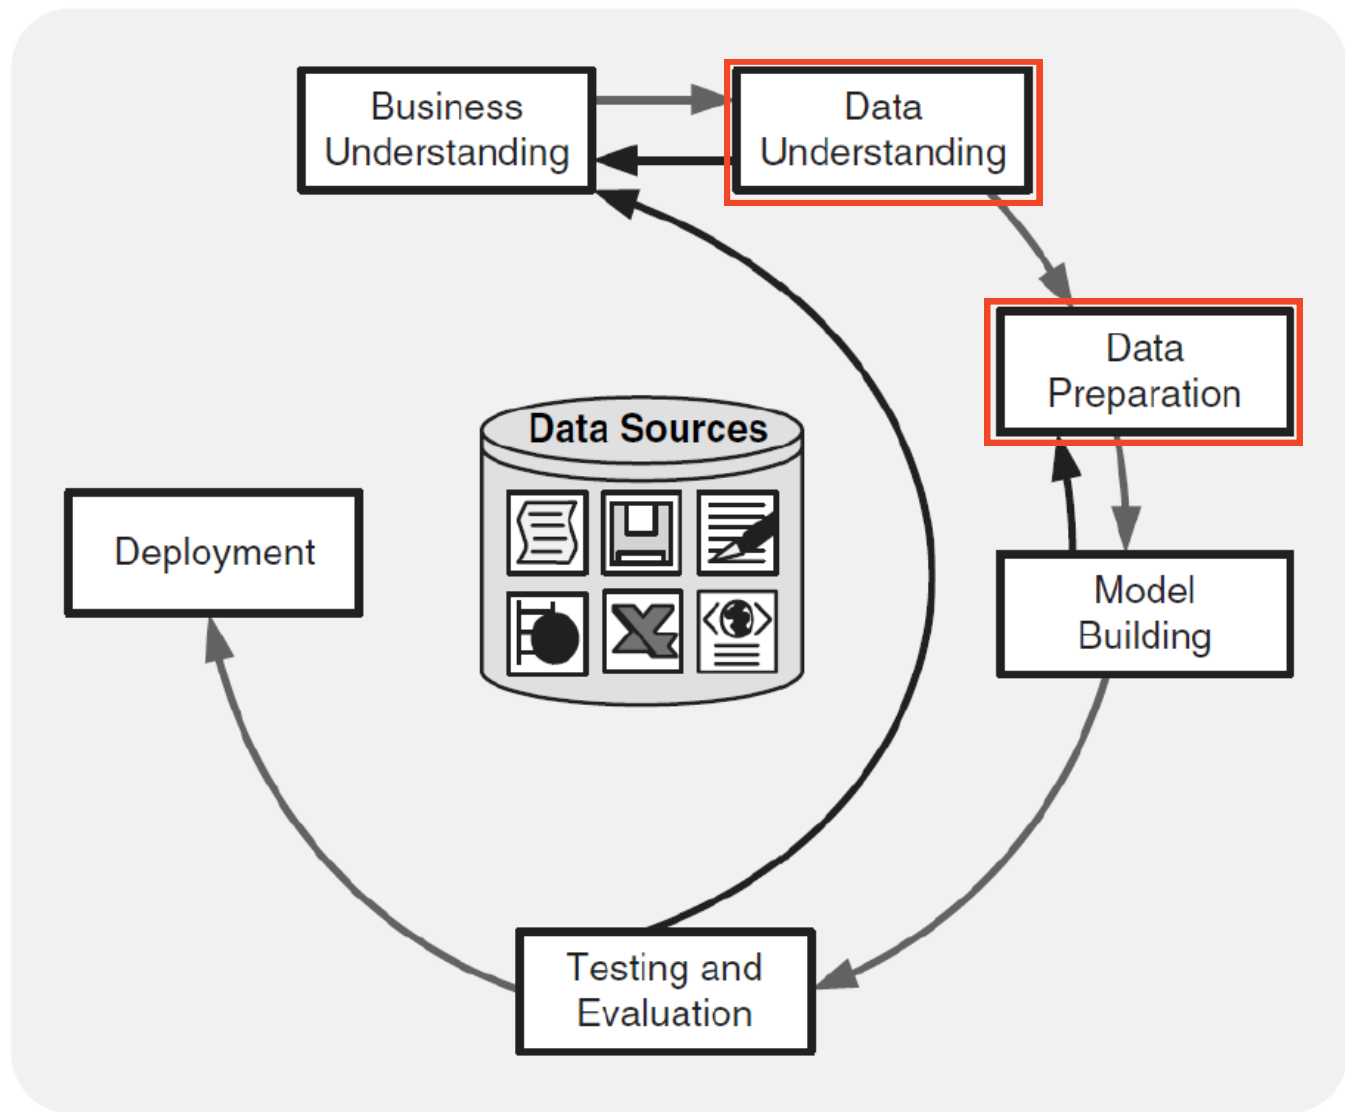 Business
Understanding
Data
Understanding
Data
Preparation
Data Sources
Deployment
Model
Building
Testing and
Evaluation